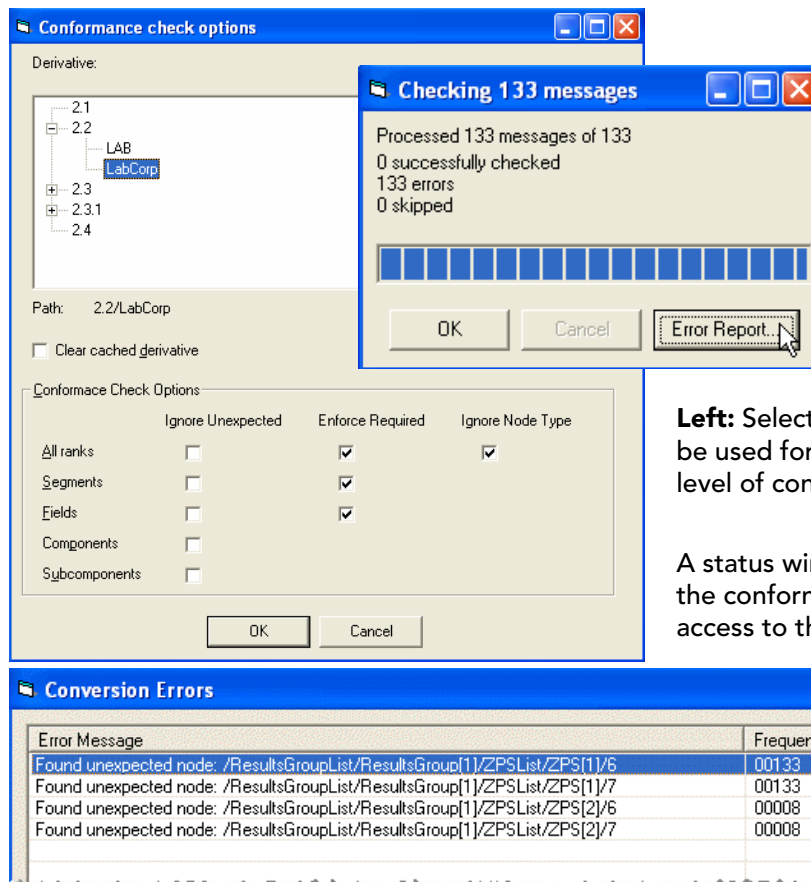 Conformance check options
Derivative:
2.1
2.2
LAB
LabCorp
2.3
2.3.1
2.4
Path: 2.2/LabCorp
Clear cached derivative
Conformace Check Options
Ignore Unexpected Enforce Required Ignore Node Type
All ranks
Segments
Fields
Components
Subcomponents
OK Cancel
Checking 133 messages
Processed 133 messages of 133
0 successfully checked
133 errors
0 skipped
OK Cancel Error Report...
Left: Select
be used for
level of con
A status wi
the conform
access to th
Conversion Errors
Error Message Frequen
Found unexpected node: /ResultsGroupList/ResultsGroup[1]/ZPSList/ZPS[1]/6 00133
Found unexpected node: /ResultsGroupList/ResultsGroup[1]/ZPSList/ZPS[1]/7 00133
Found unexpected node: /ResultsGroupList/ResultsGroup[1]/ZPSList/ZPS[2]/6 00008
Found unexpected node: /ResultsGroupList/ResultsGroup[1]/ZPSList/ZPS[2]/7 00008